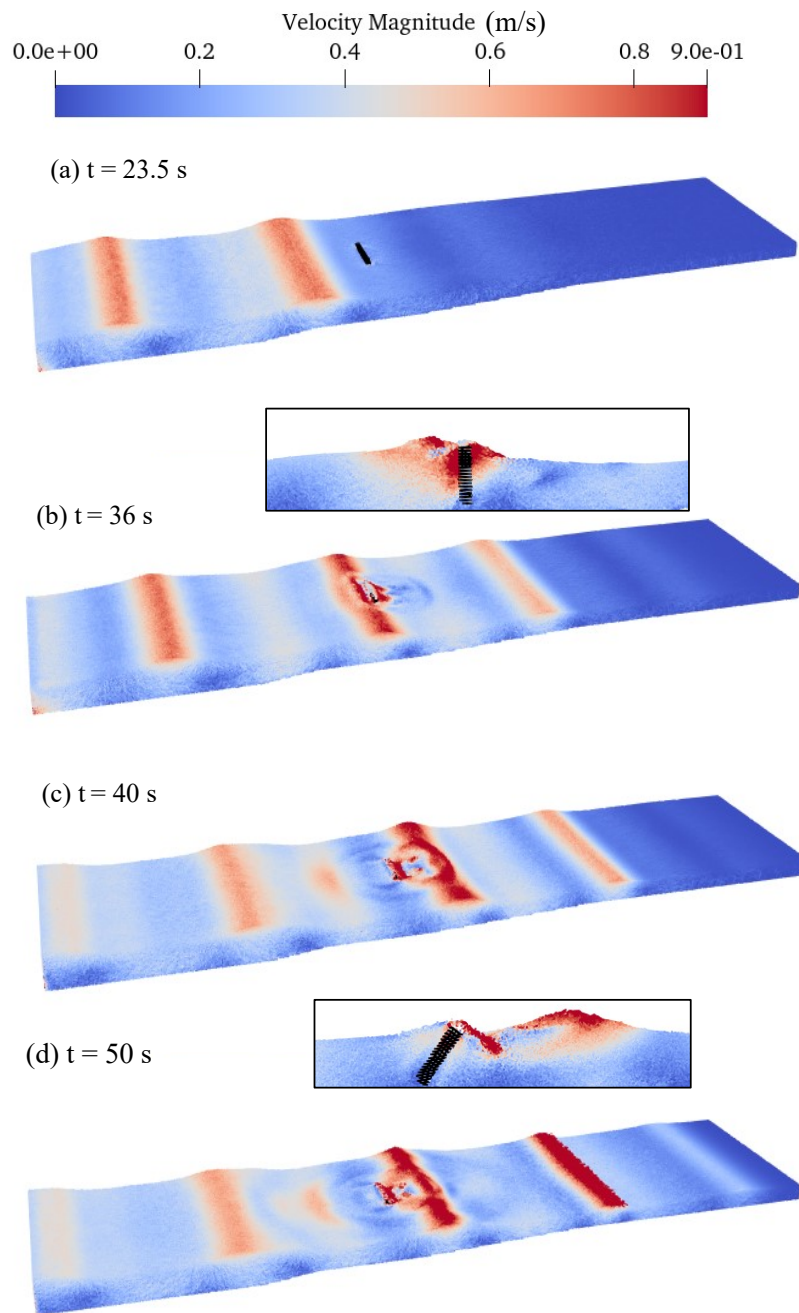 Velocity Magnitude (m/s)
0.0e+00 0.2 0.4 0.6 0.8 9.0e-01
(a) t = 23.5 s
(b) t = 36 s
(c) t = 40 s
(d) t = 50 s